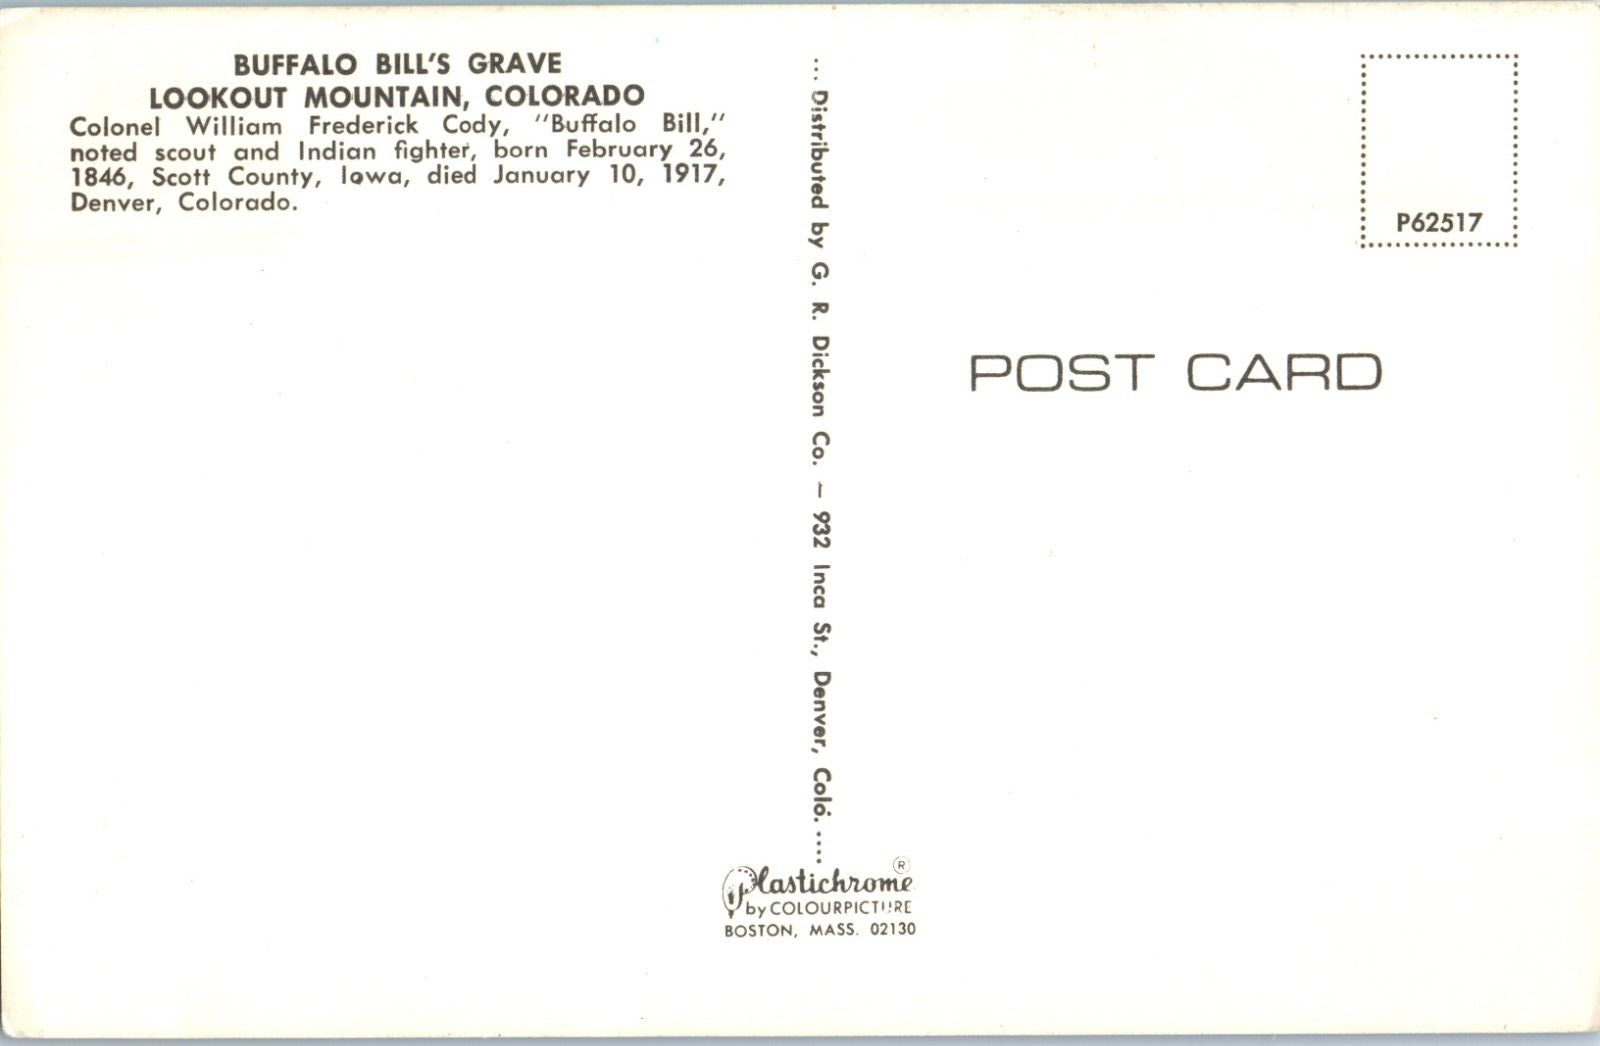 BUFFALO BILL'S GRAVE
LOOKOUT MOUNTAIN, COLORADO
Colonel William Frederick Cody, "Buffalo Bill,"
noted scout and Indian fighter, born February 26,
1846, Scott County, Iowa, died January 10, 1917,
Denver, Colorado.
... Distributed by G. R. Dickson Co. – 932 Inca St., Denver, Colo. .....
P62517
POST CARD
Plastichrome ®
by COLOURPICTURE
BOSTON, MASS. 02130